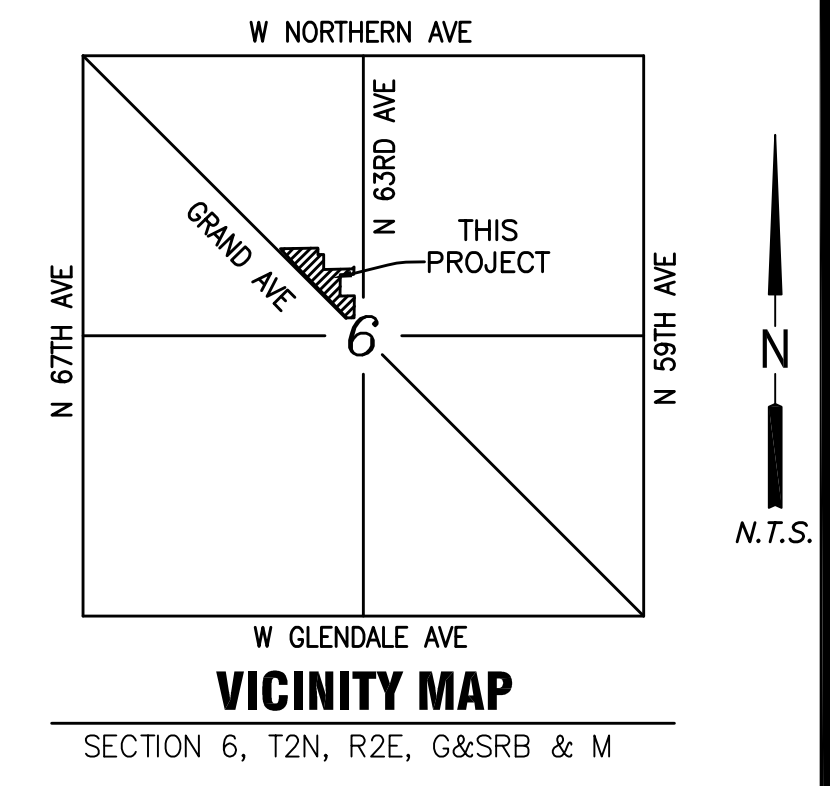 W NORTHERN AVE
N 63RD AVE
GRAND AVE
THIS
PROJECT
N 67TH AVE
6
N 59TH AVE
N
N.T.S.
W GLENDALE AVE
VICINITY MAP
SECTION 6, T2N, R2E, G&SRB & M